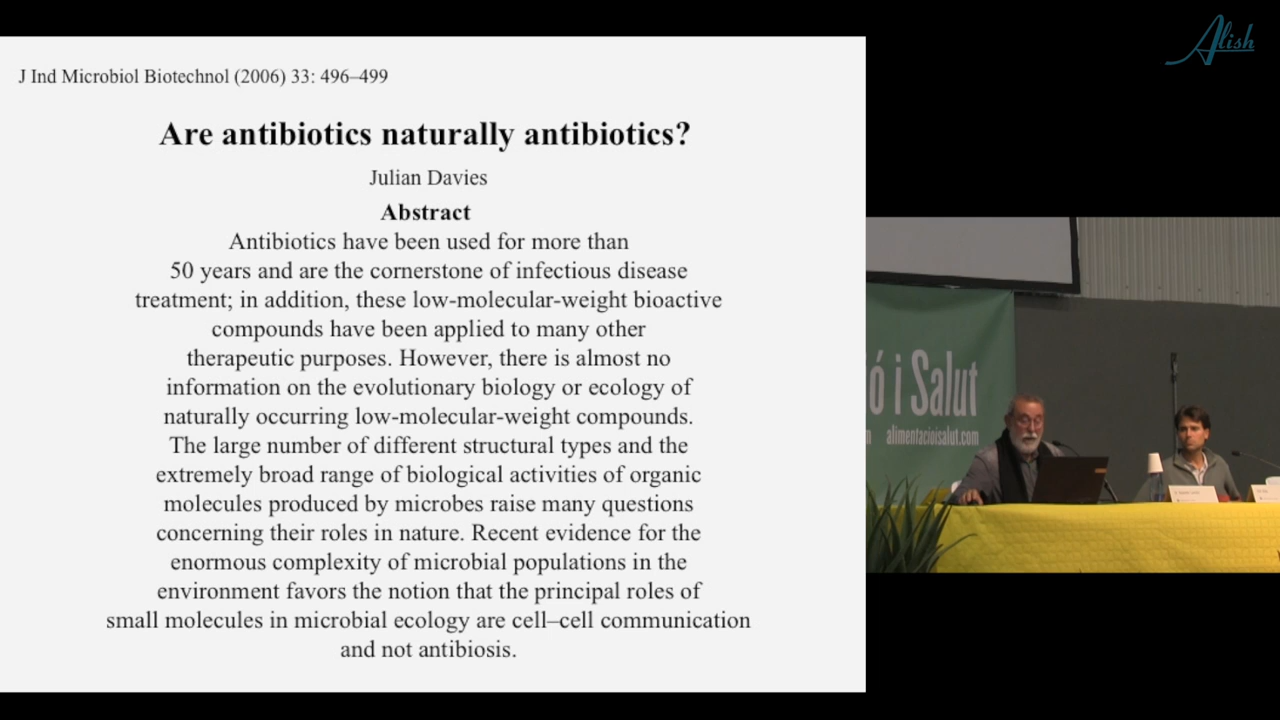 J Ind Microbiol Biotechnol (2006) 33: 496–499
Are antibiotics naturally antibiotics?
Julian Davies
Abstract
Antibiotics have been used for more than
50 years and are the cornerstone of infectious disease
treatment; in addition, these low-molecular-weight bioactive
compounds have been applied to many other
therapeutic purposes. However, there is almost no
information on the evolutionary biology or ecology of
naturally occurring low-molecular-weight compounds.
The large number of different structural types and the
extremely broad range of biological activities of organic
molecules produced by microbes raise many questions
concerning their roles in nature. Recent evidence for the
enormous complexity of microbial populations in the
environment favors the notion that the principal roles of
small molecules in microbial ecology are cell–cell communication
and not antibiosis.
Alish
ó i Salut
alimentacioisalut.com